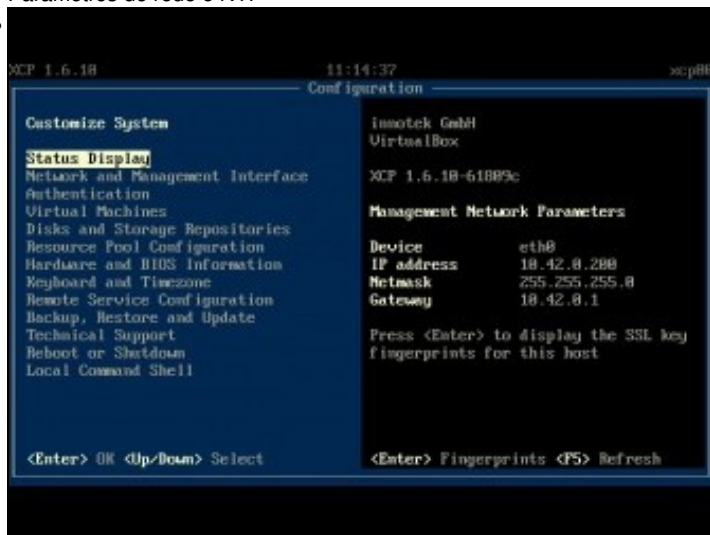 XCP 1.6.10 11:14:37
Configuration
Customize System
Status Display
Network and Management Interface
Authentication
Virtual Machines
Disks and Storage Repositories
Resource Pool Configuration
Hardware and BIOS Information
Keyboard and Timezone
Remote Service Configuration
Backup, Restore and Update
Technical Support
Reboot or Shutdown
Local Command Shell
<Enter> OK <Up/Down> Select
innotek GmbH
VirtualBox
XCP 1.6.10-61809c
Management Network Parameters
Device eth0
IP address 10.42.0.200
Netmask 255.255.255.0
Gateway 10.42.0.1
Press <Enter> to display the SSL key
fingerprints for this host
<Enter> Fingerprints <F5> Refresh